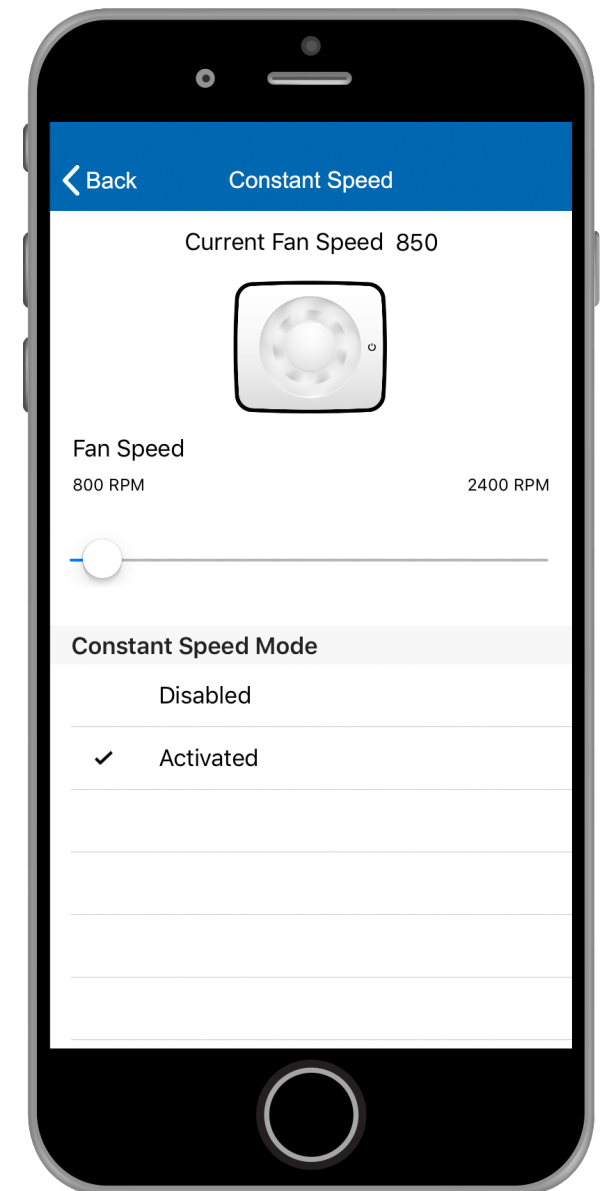 Back Constant Speed
Current Fan Speed 850
Fan Speed
800 RPM 2400 RPM
Constant Speed Mode
Disabled
Activated